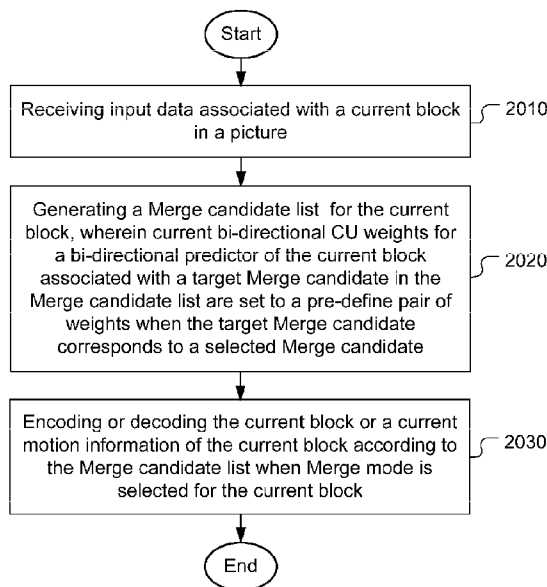 Start
Receiving input data associated with a current block
in a picture
2010
Generating a Merge candidate list for the current
block, wherein current bi-directional CU weights for
a bi-directional predictor of the current block
associated with a target Merge candidate in the
Merge candidate list are set to a pre-define pair of
weights when the target Merge candidate
corresponds to a selected Merge candidate
2020
Encoding or decoding the current block or a current
motion information of the current block according to
the Merge candidate list when Merge mode is
selected for the current block
2030
End